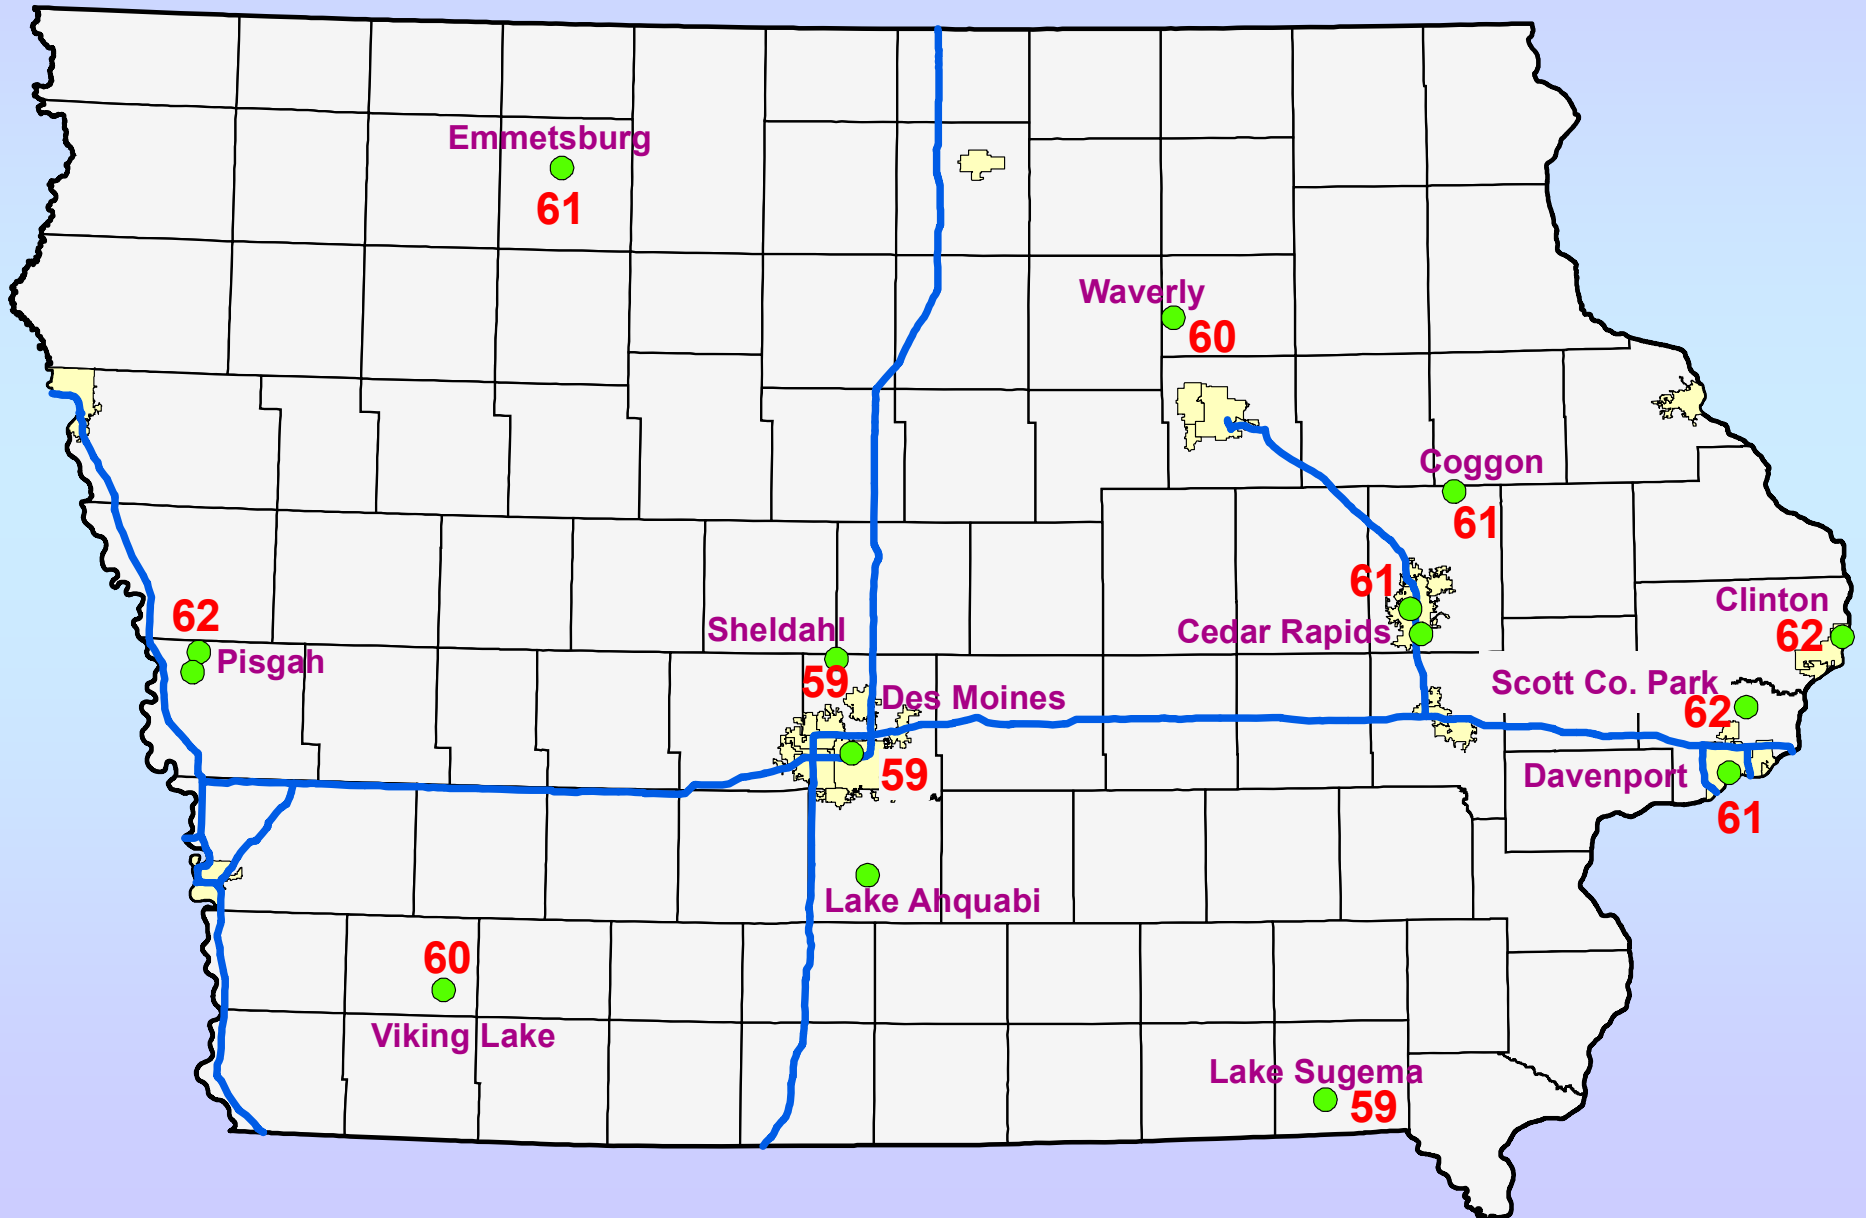 Emmetsburg
61
Waverly
60
Coggon
61
61
Cedar Rapids
Clinton
62
62
Pisgah
Sheldahl
59
Des Moines
59
Scott Co. Park
62
Davenport
61
Lake Ahquabi
60
Viking Lake
Lake Sugema
59